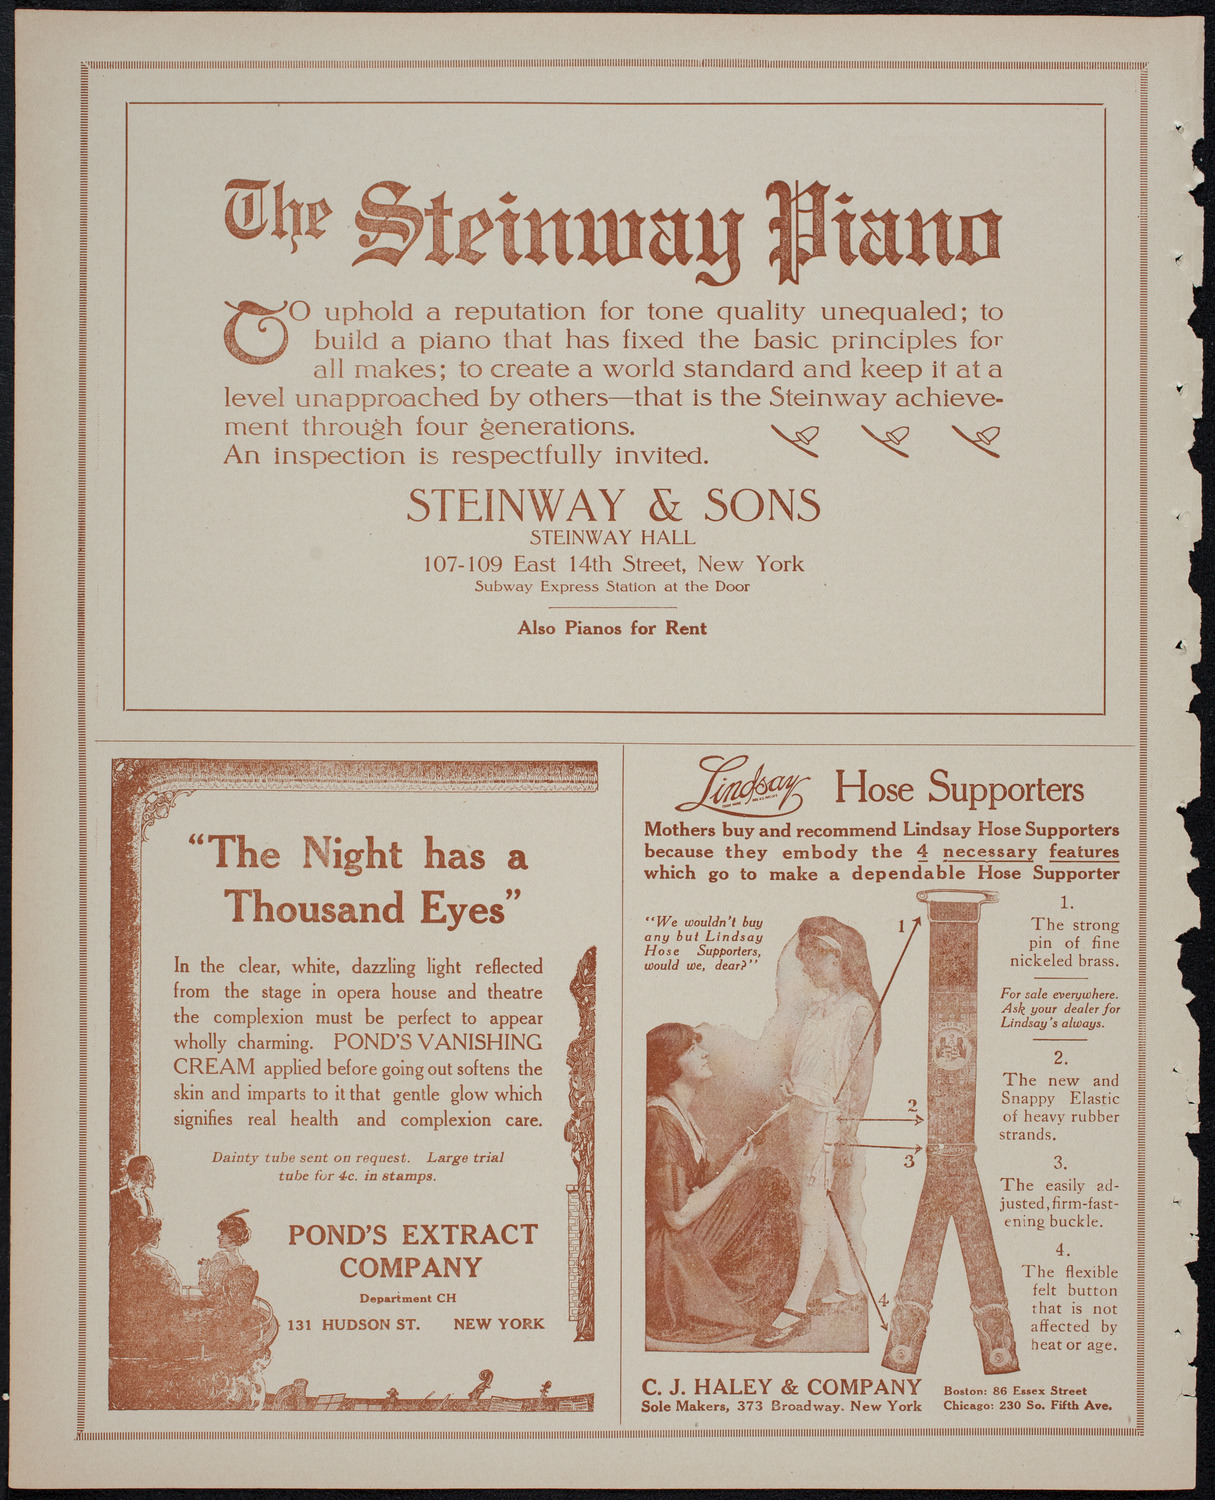 The Steinway Piano
TO uphold a reputation for tone quality unequaled; to
build a piano that has fixed the basic principles for
all makes; to create a world standard and keep it at a
level unapproached by others—that is the Steinway achieve-
ment through four generations.
An inspection is respectfully invited.
STEINWAY & SONS
STEINWAY HALL
107-109 East 14th Street, New York
Subway Express Station at the Door
Also Pianos for Rent
"The Night has a
Thousand Eyes"
In the clear, white, dazzling light reflected
from the stage in opera house and theatre
the complexion must be perfect to appear
wholly charming. POND'S VANISHING
CREAM applied before going out softens the
skin and imparts to it that gentle glow which
signifies real health and complexion care.
Dainty tube sent on request. Large trial
tube for 4c. in stamps.
POND'S EXTRACT
COMPANY
Department CH
131 HUDSON ST. NEW YORK
Lindsay Hose Supporters
Mothers buy and recommend Lindsay Hose Supporters
because they embody the 4 necessary features
which go to make a dependable Hose Supporter
"We wouldn't buy
any but Lindsay
Hose Supporters,
would we, dear?"
1
2
3
4
1.
The strong
pin of fine
nickeled brass.
For sale everywhere.
Ask your dealer for
Lindsay's always.
2.
The new and
Snappy Elastic
of heavy rubber
strands.
3.
The easily ad-
justed, firm-fast-
ening buckle.
4.
The flexible
felt button
that is not
affected by
heat or age.
C. J. HALEY & COMPANY
Sole Makers, 373 Broadway. New York
Boston: 86 Essex Street
Chicago: 230 So. Fifth Ave.